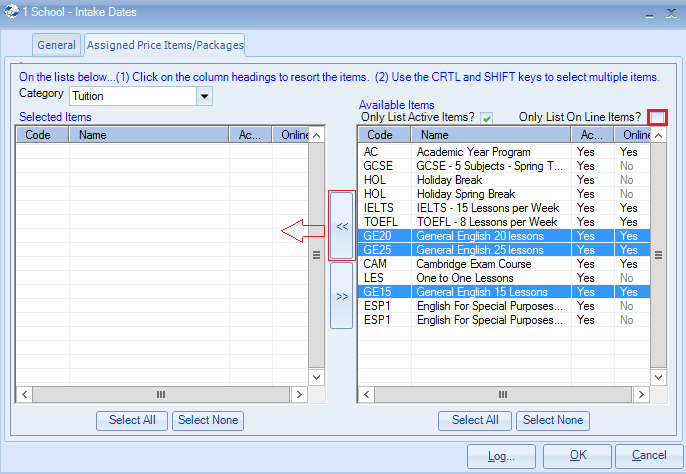 1 School - Intake Dates
General Assigned Price Items/Packages
On the lists below...(1) Click on the column headings to resort the items. (2) Use the CRTL and SHIFT keys to select multiple items.
Category Tuition
Selected Items Available Items
Only List Active Items? Only List On Line Items?
Code Name Ac... Online Code Name Ac... Online
AC Academic Year Program Yes Yes
GCSE GCSE - 5 Subjects - Spring T... Yes No
HOL Holiday Break Yes No
HOL Holiday Spring Break Yes No
IELTS IELTS - 15 Lessons per Week Yes Yes
TOEFL TOEFL - 8 Lessons per Week Yes Yes
<< GE20 General English 20 lessons Yes Yes
GE25 General English 25 lessons Yes Yes
CAM Cambridge Exam Course Yes Yes
LES One to One Lessons Yes No
>> GE15 General English 15 Lessons Yes Yes
ESP1 English For Special Purposes... Yes No
ESP1 English For Special Purposes... Yes No
Select All Select None Select All Select None
Log... OK Cancel